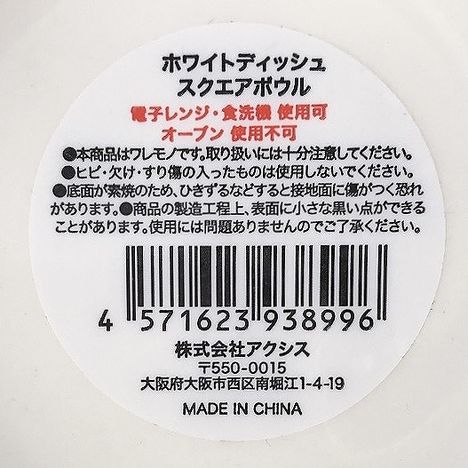 ホワイトディッシュ
スクエアボウル
電子レンジ・食洗機 使用可
オーブン 使用不可
●本商品はワレモノです。取り扱いには十分注意してください。
●ヒビ・欠け・すり傷の入ったものは使用しないでください。
●底面が素焼のため、ひきずるなどすると接地面に傷がつく恐れ
があります。●商品の製造工程上、表面に小さな黒い点ができる
ことがあります。使用には問題ありませんのでご了承ください。
4 571623 938996
株式会社アクシス
〒550-0015
大阪府大阪市西区南堀江1-4-19
MADE IN CHINA